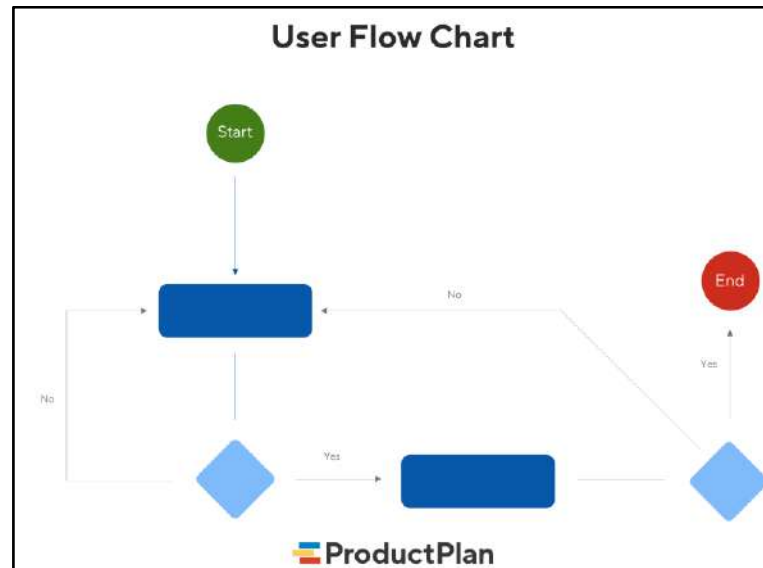 User Flow Chart
Start
End
No
Yes
No
Yes
ProductPlan